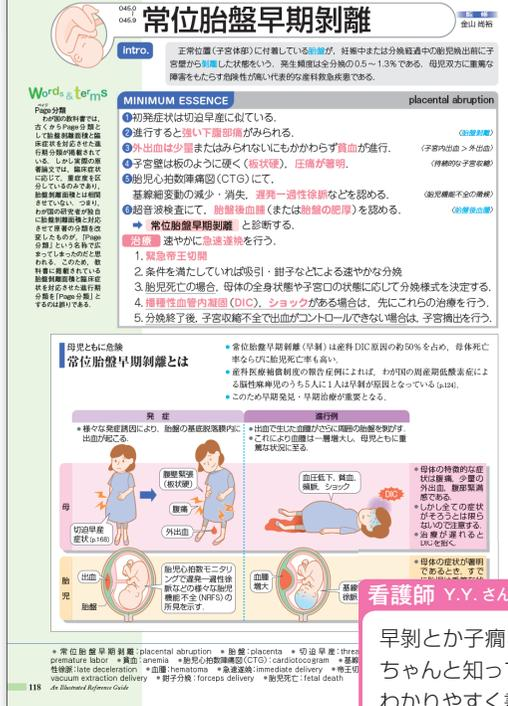 045.0
|
045.9
常位胎盤早期剝離
監修
金山 尚裕
intro.
正常位置(子宮体部)に付着している胎盤が，妊娠中または分娩経過中の胎児娩出前に子
宮壁から剝離した状態をいう．発生頻度は全分娩の0.5～1.3％である．母児双方に重篤な
障害をもたらす危険性が高い代表的な産科救急疾患である．
Words & terms
Page分類
わが国の教科書では，
古くからPage分類と
して胎盤剝離面積と臨
床症状を対応させた進
行期分類が掲載されて
いる．しかし実際の原
著論文では，臨床症状
に応じて，重症度を区
分しているのみであり，
胎盤剝離面積とは相関
させていない．つまり，
わが国の研究者が独自
に胎盤剝離面積と対応
させて原著の分類を改
変したものが，「Page
分類」という名称で広
まってしまったのだと思
われる．このため，教
科書に掲載されている
胎盤剝離面積と臨床症
状を対応させた進行期
分類を「Page分類」と
するのは誤りである．
MINIMUM ESSENCE
placental abruption
❶初発症状は切迫早産に似ている．
❷進行すると強い下腹部痛がみられる．
〈胎盤剝離〉
❸外出血は少量またはみられないにもかかわらず貧血が進行．
〈子宮内出血＞外出血〉
❹子宮壁は板のように硬く(板状硬)，圧痛が著明．
〈持続的な子宮収縮〉
❺胎児心拍数陣痛図(CTG)にて，
基線細変動の減少・消失，遅発一過性徐脈などを認める．
〈胎児機能不全の徴候〉
❻超音波検査にて，胎盤後血腫(または胎盤の肥厚)を認める．
〈胎盤後血腫〉
➡ 常位胎盤早期剝離 と診断する．
治療 速やかに急速遂娩を行う．
1. 緊急帝王切開
2. 条件を満たしていれば吸引・鉗子などによる速やかな分娩
3. 胎児死亡の場合，母体の全身状態や子宮口の状態に応じて分娩様式を決定する．
4. 播種性血管内凝固(DIC)，ショックがある場合は，先にこれらの治療を行う．
5. 分娩終了後，子宮収縮不全で出血がコントロールできない場合は，子宮摘出を行う．
母児ともに危険
常位胎盤早期剝離とは
● 常位胎盤早期剝離(早剝)は産科DIC原因の約50％を占め，母体死亡
率ならびに胎児死亡率も高い．
● 産科医療補償制度の報告症例によれば，わが国の周産期低酸素症によ
る脳性麻痺児のうち5人に1人は早剝が原因となっている(p.124)．
● このため早期発見・早期治療が重要となる．
発 症
進行例
● 様々な発症誘因により，胎盤の基底脱落膜内に
出血が起こる．
● 出血で生じた血腫がさらに周囲の胎盤を剝がす．
● これにより血腫は一層増大し，母児ともに重
篤な状況に至る．
母
切迫早産
症状(p.168)
腹壁緊張
(板状硬)
腹痛
外出血
血圧低下，貧血，
頻脈，ショック
DIC
● 母体の特徴的な症
状は腹痛，少量の
外出血，腹部緊満
感である．
● しかし全ての症状
がそろうとは限ら
ないので注意する．
● 治療が遅れると
DICを招く．
胎児
出血
胎盤
胎児心拍数モニタリ
ングで遅発一過性徐
脈などの様々な胎児
機能不全(NRFS)の
所見を示す．
血腫
増大
基線
徐脈
● 母体の症状が著明
であるとき，すで
看護師 Y.Y. さん
早剝とか子癇
ちゃんと知って
わかりやすく
● 常位胎盤早期剝離：placental abruption ● 胎盤：placenta ● 切迫早産：threa
premature labor ● 貧血：anemia ● 胎児心拍数陣痛図(CTG)：cardiotocogram ● 基線
性徐脈：late deceleration ● 血腫：hematoma ● 急速遂娩：immediate delivery ● 帝王切
vacuum extraction delivery ● 鉗子分娩：forceps delivery ● 胎児死亡：fetal death
118 An Illustrated Reference Guide